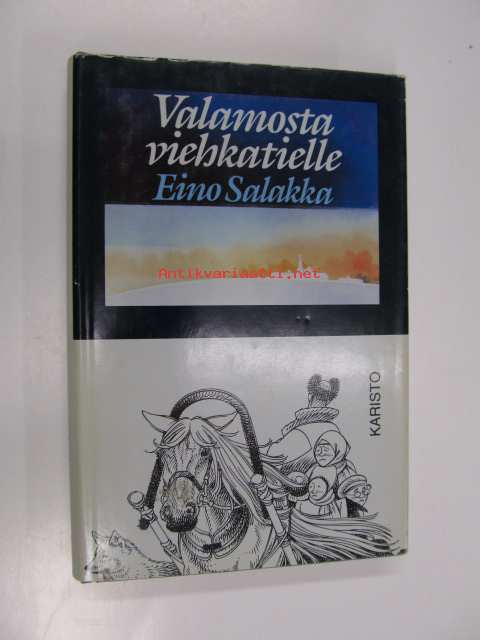 Valamosta
viehkatielle
Eino Salakka
Antikvariaatti.net
KARISTO